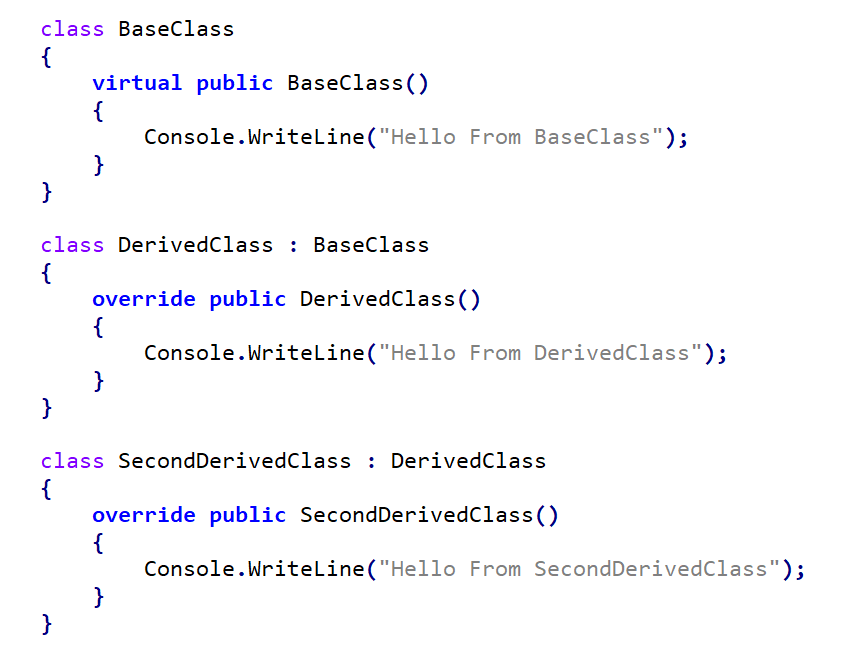 class BaseClass
{
    virtual public BaseClass()
    {
        Console.WriteLine("Hello From BaseClass");
    }
}
class DerivedClass : BaseClass
{
    override public DerivedClass()
    {
        Console.WriteLine("Hello From DerivedClass");
    }
}
class SecondDerivedClass : DerivedClass
{
    override public SecondDerivedClass()
    {
        Console.WriteLine("Hello From SecondDerivedClass");
    }
}